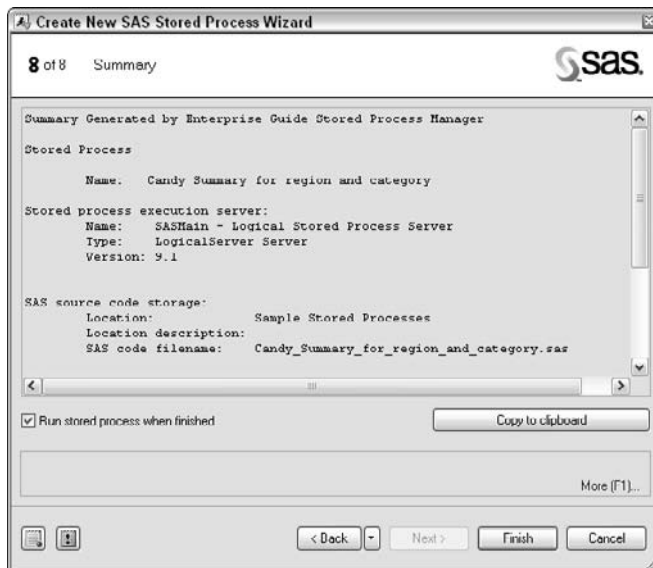 Create New SAS Stored Process Wizard
8 of 8 Summary
sas.
Summary Generated by Enterprise Guide Stored Process Manager
Stored Process
Name: Candy Summary for region and category
Stored process execution server:
Name: SASMain - Logical Stored Process Server
Type: LogicalServer Server
Version: 9.1
SAS source code storage:
Location: Sample Stored Processes
Location description:
SAS code filename: Candy_Summary_for_region_and_category.sas
Run stored process when finished
Copy to clipboard
More (F1)...
< Back
Next >
Finish
Cancel